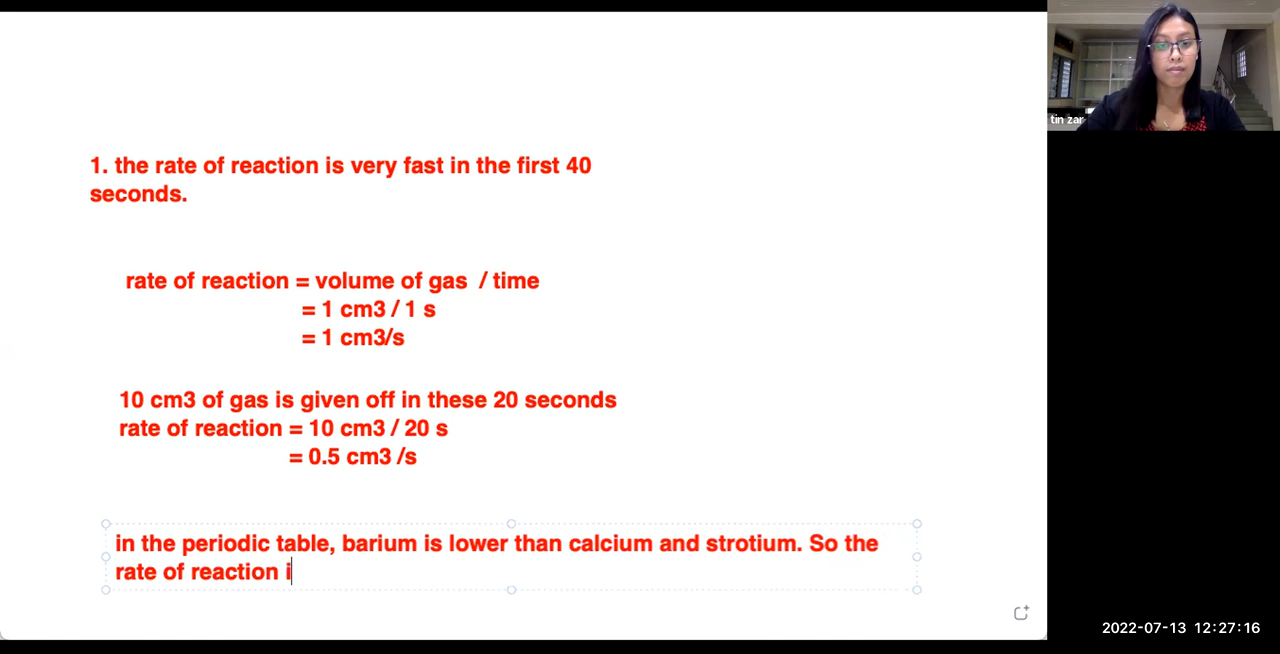 1. the rate of reaction is very fast in the first 40
seconds.
rate of reaction = volume of gas / time
= 1 cm3 / 1 s
= 1 cm3/s
10 cm3 of gas is given off in these 20 seconds
rate of reaction = 10 cm3 / 20 s
= 0.5 cm3 /s
in the periodic table, barium is lower than calcium and strotium. So the
rate of reaction i
tin zar
2022-07-13 12:27:16